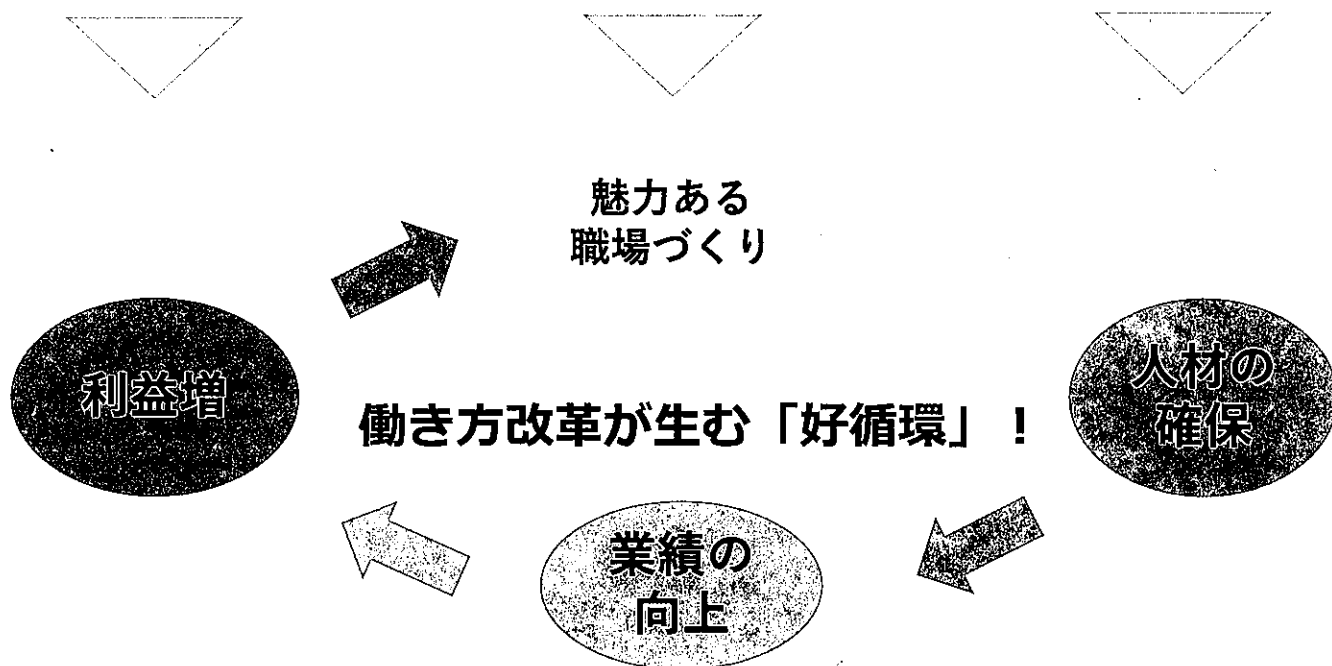 魅力ある
職場づくり
利益増
人材の
確保
働き方改革が生む「好循環」！
業績の
向上